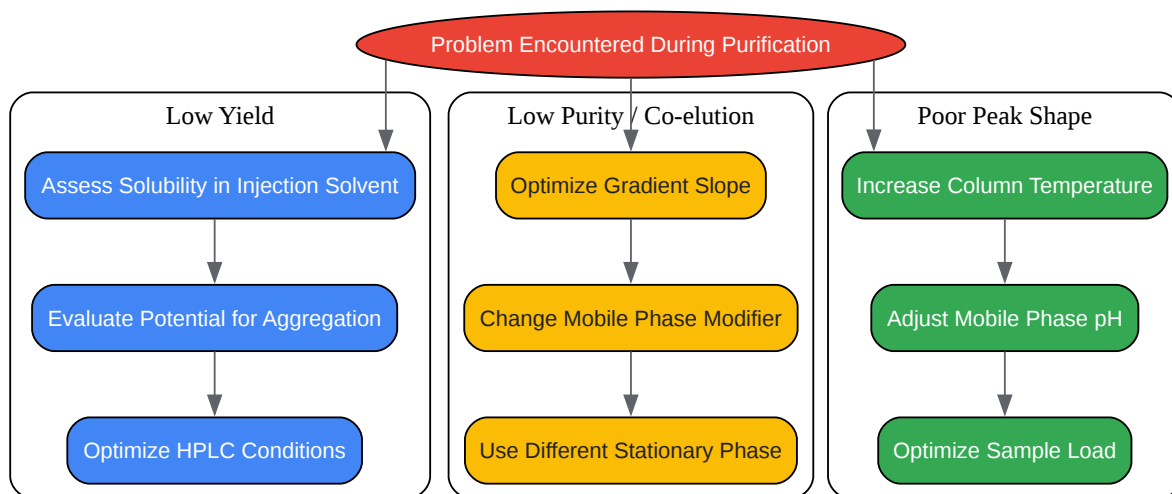 Problem Encountered During Purification
Low Yield
Assess Solubility in Injection Solvent
Evaluate Potential for Aggregation
Optimize HPLC Conditions
Low Purity / Co-elution
Optimize Gradient Slope
Change Mobile Phase Modifier
Use Different Stationary Phase
Poor Peak Shape
Increase Column Temperature
Adjust Mobile Phase pH
Optimize Sample Load